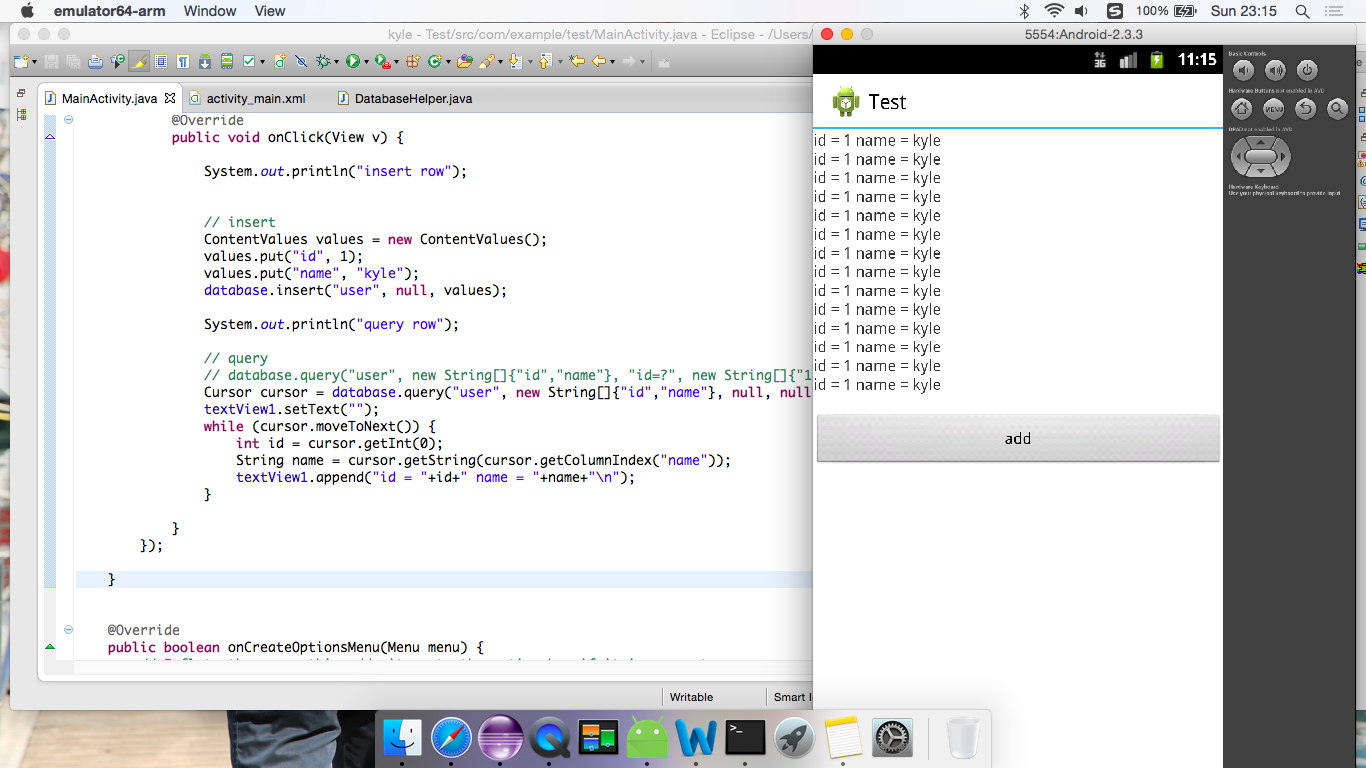 emulator64-arm Window View
100% Sun 23:15
kyle - Test/src/com/example/test/MainActivity.java - Eclipse - /Users/
MainActivity.java activity_main.xml DatabaseHelper.java
@Override
public void onClick(View v) {
System.out.println("insert row");
// insert
ContentValues values = new ContentValues();
values.put("id", 1);
values.put("name", "kyle");
database.insert("user", null, values);
System.out.println("query row");
// query
// database.query("user", new String[]{"id","name"}, "id=?", new String[]{"1
Cursor cursor = database.query("user", new String[]{"id","name"}, null, null
textView1.setText("");
while (cursor.moveToNext()) {
int id = cursor.getInt(0);
String name = cursor.getString(cursor.getColumnIndex("name"));
textView1.append("id = "+id+" name = "+name+"\n");
}
}
});
}
@Override
public boolean onCreateOptionsMenu(Menu menu) {
Writable Smart I
5554:Android-2.3.3
3G 11:15
Test
id = 1 name = kyle
id = 1 name = kyle
id = 1 name = kyle
id = 1 name = kyle
id = 1 name = kyle
id = 1 name = kyle
id = 1 name = kyle
id = 1 name = kyle
id = 1 name = kyle
id = 1 name = kyle
id = 1 name = kyle
id = 1 name = kyle
id = 1 name = kyle
id = 1 name = kyle
add
Basic Controls
Hardware Buttons not enabled in AVD
MENU
DPAD not enabled in AVD
Hardware Keyboard
Use your physical keyboard to provide input